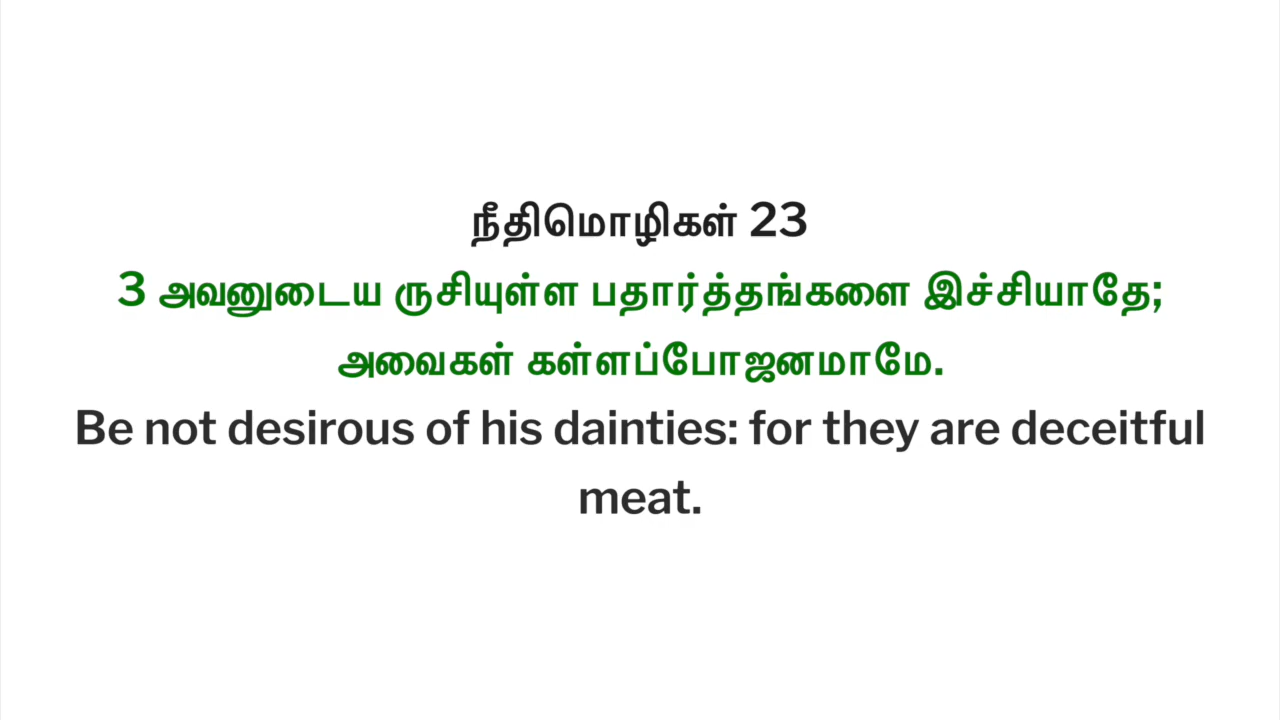 நீதிமொழிகள் 23
3 அவனுடைய ருசியுள்ள பதார்த்தங்களை இச்சியாதே;
அவைகள் கள்ளப்போஜனமாமே.
Be not desirous of his dainties: for they are deceitful
meat.